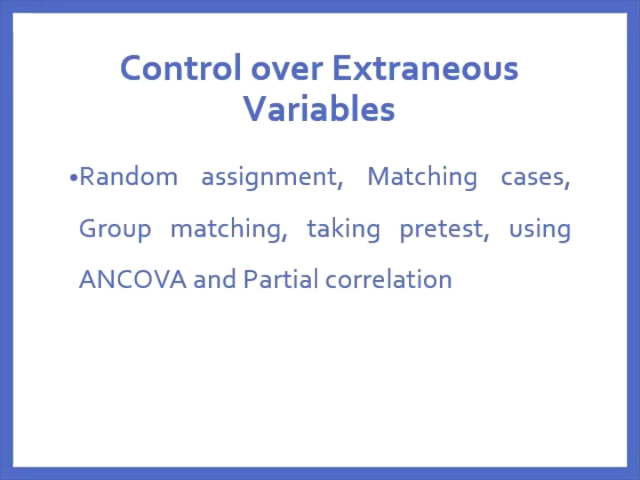 Control over Extraneous
Variables
•Random assignment, Matching cases,
Group matching, taking pretest, using
ANCOVA and Partial correlation